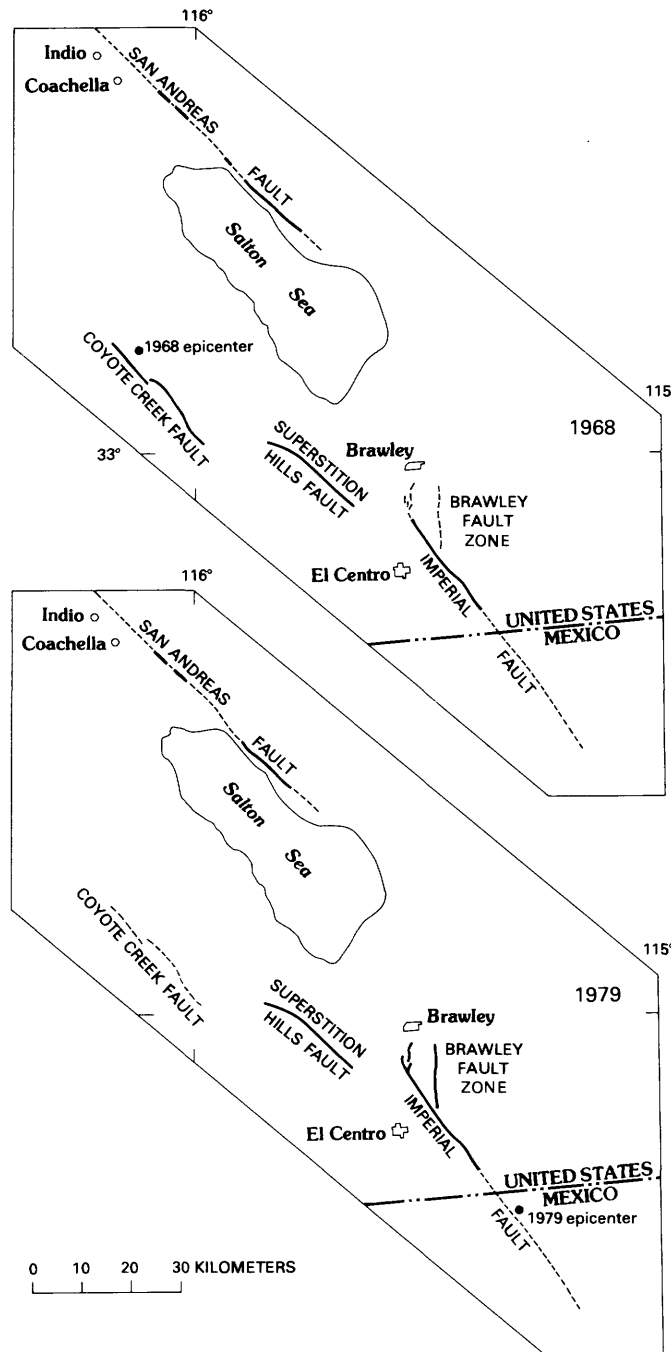 116°
Indio
Coachella
SAN ANDREAS
FAULT
Salton
Sea
1968 epicenter
COYOTE CREEK FAULT
33°
115
1968
SUPERSTITION
HILLS FAULT
Brawley
BRAWLEY
FAULT
ZONE
El Centro
IMPERIAL
FAULT
UNITED STATES
MEXICO
116°
Indio
Coachella
SAN ANDREAS
FAULT
Salton
Sea
COYOTE CREEK FAULT
115°
1979
SUPERSTITION
HILLS FAULT
Brawley
BRAWLEY
FAULT
ZONE
El Centro
IMPERIAL
FAULT
UNITED STATES
MEXICO
1979 epicenter
0 10 20 30 KILOMETERS